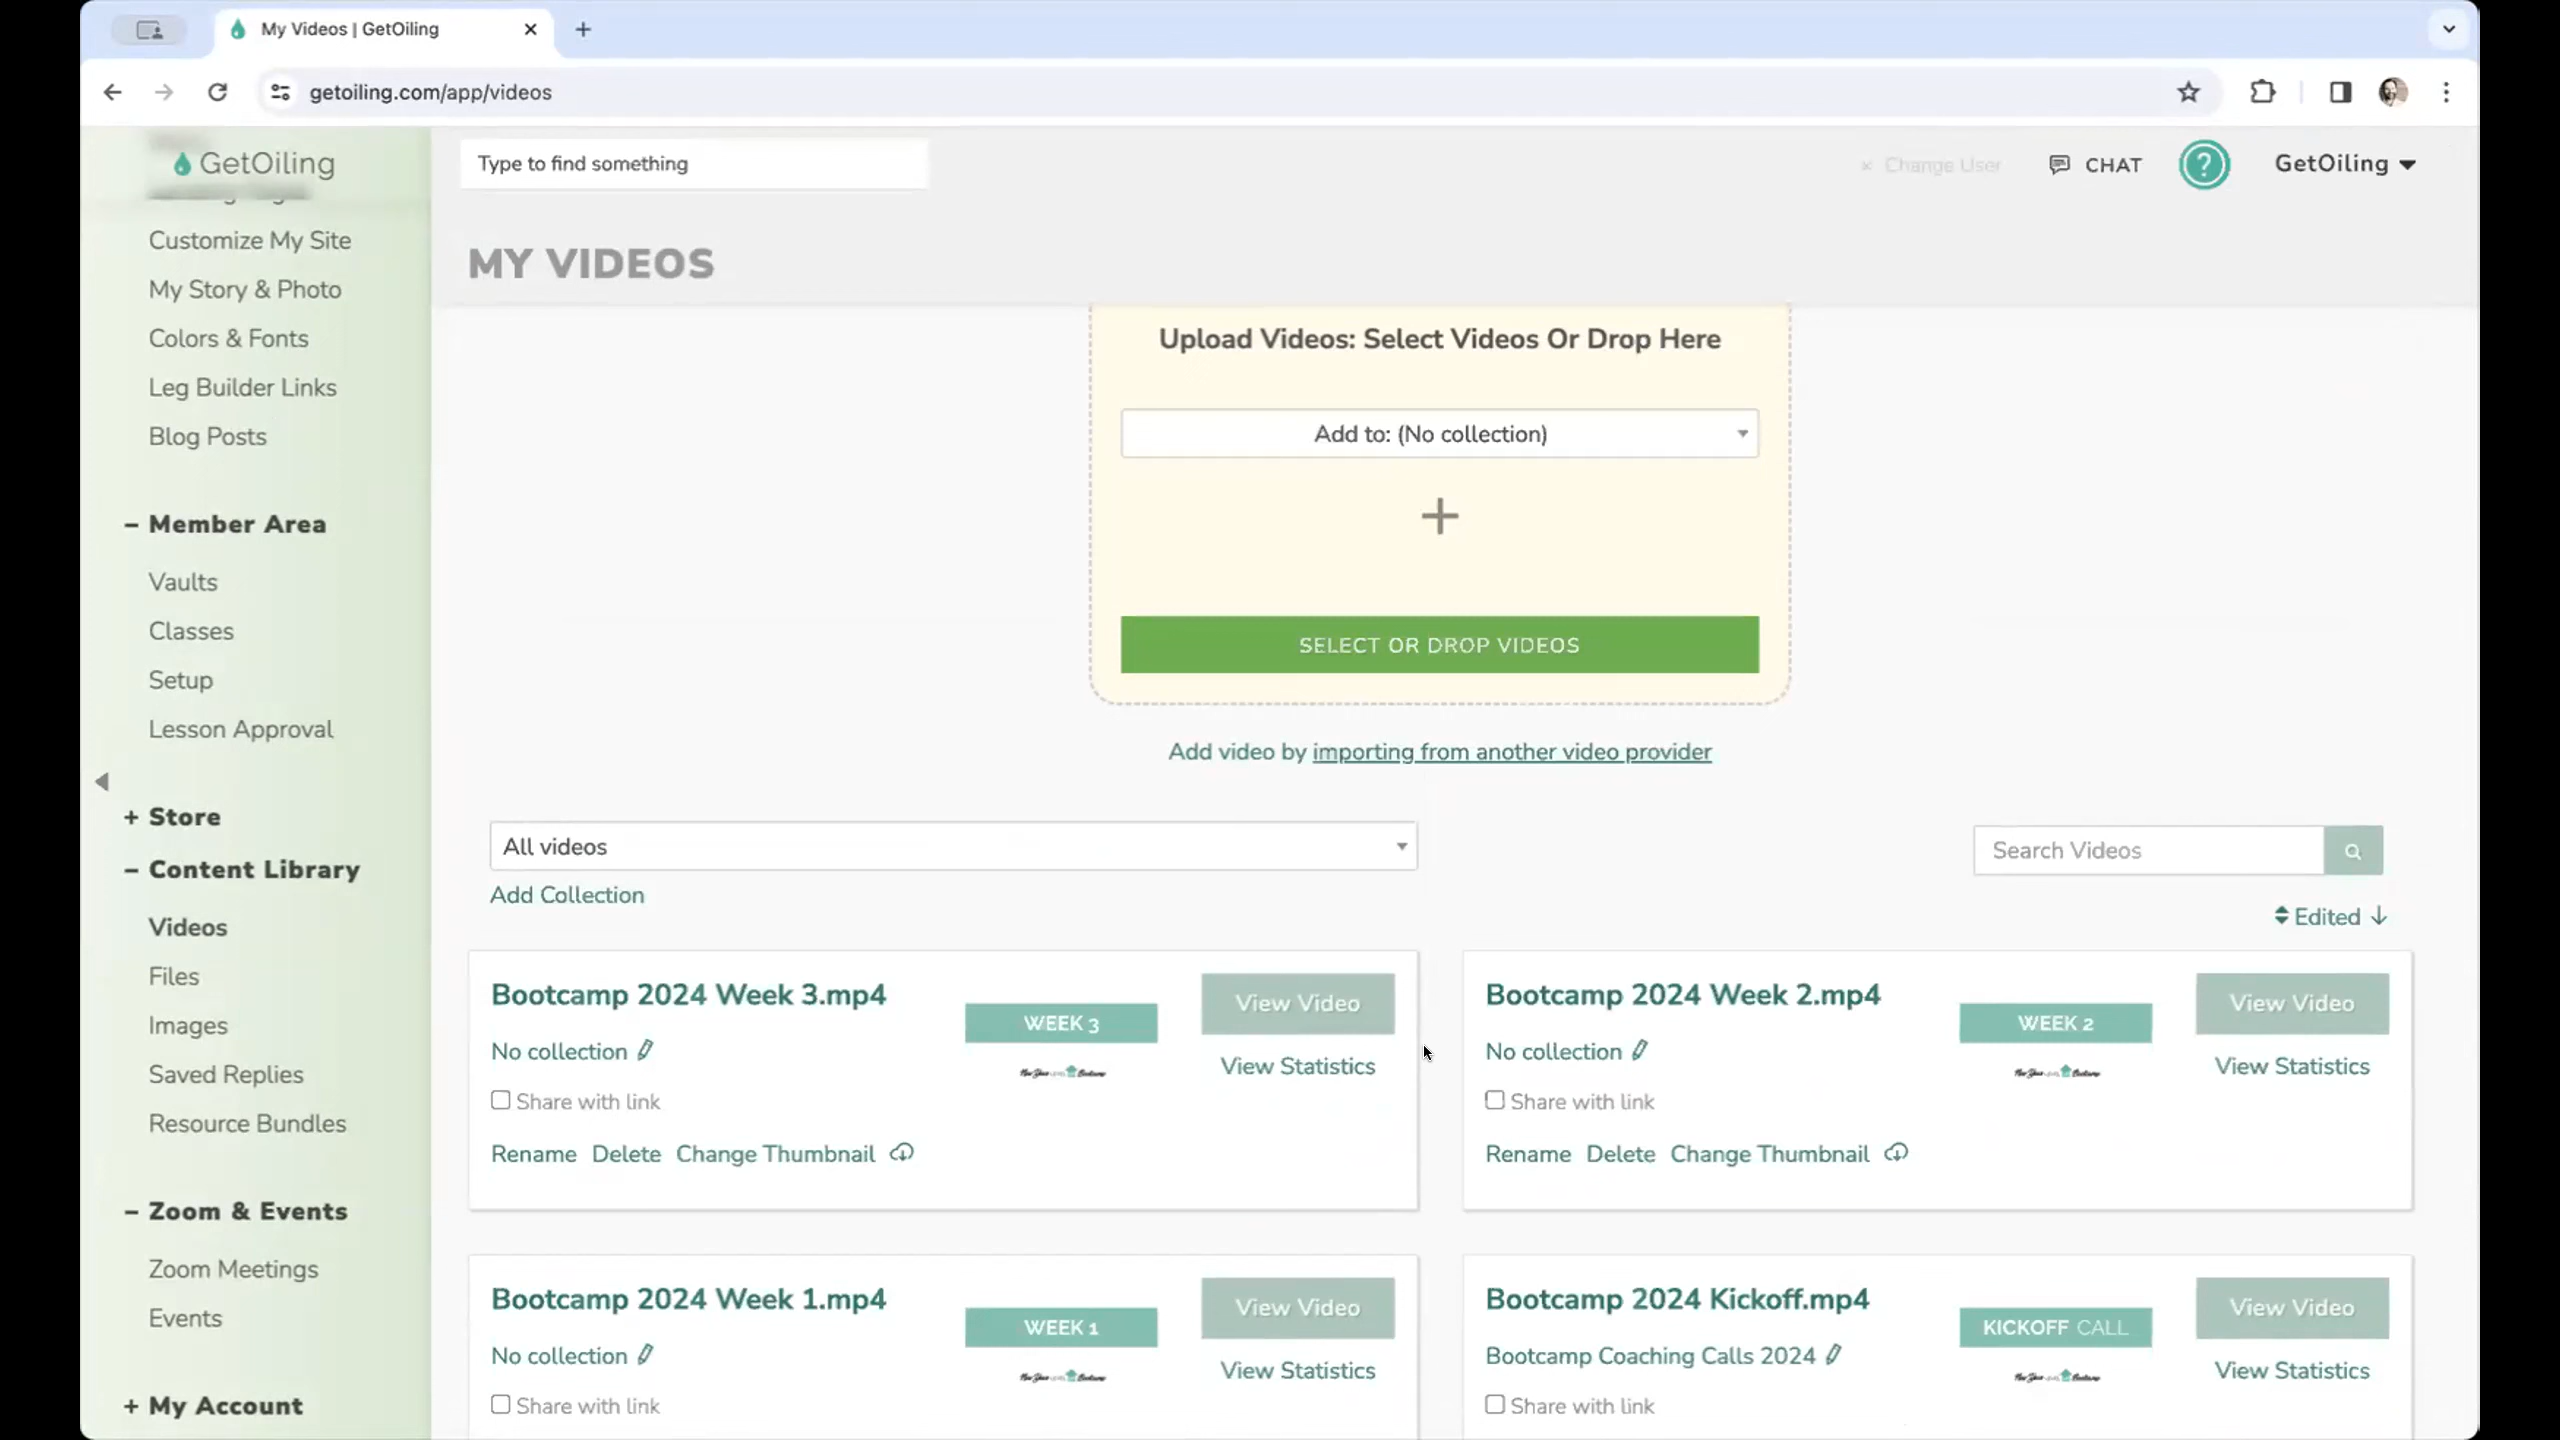 My Videos | GetOiling
getoiling.com/app/videos
GetOiling
Type to find something
× Change User
CHAT
?
GetOiling
MY VIDEOS
Customize My Site
My Story & Photo
Colors & Fonts
Leg Builder Links
Blog Posts
– Member Area
Vaults
Classes
Setup
Lesson Approval
+ Store
– Content Library
Videos
Files
Images
Saved Replies
Resource Bundles
– Zoom & Events
Zoom Meetings
Events
+ My Account
Upload Videos: Select Videos Or Drop Here
Add to: (No collection)
+
SELECT OR DROP VIDEOS
Add video by importing from another video provider
All videos
Add Collection
Search Videos
Edited ↓
Bootcamp 2024 Week 3.mp4
No collection
Share with link
Rename Delete Change Thumbnail
WEEK 3
View Video
View Statistics
Bootcamp 2024 Week 2.mp4
No collection
Share with link
Rename Delete Change Thumbnail
WEEK 2
View Video
View Statistics
Bootcamp 2024 Week 1.mp4
No collection
Share with link
WEEK 1
View Video
View Statistics
Bootcamp 2024 Kickoff.mp4
Bootcamp Coaching Calls 2024
Share with link
KICKOFF CALL
View Video
View Statistics